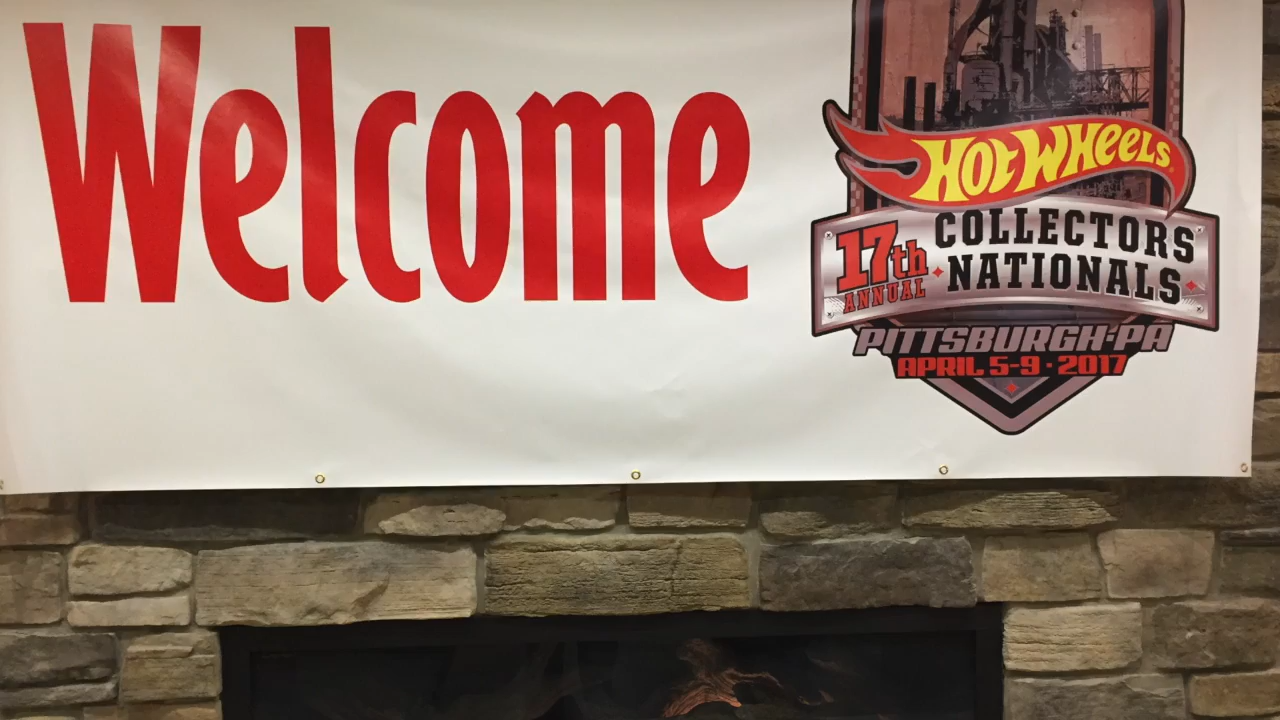 Welcome
HOT WHEELS
17th
ANNUAL
COLLECTORS
NATIONALS
PITTSBURGH·PA
APRIL 5-9 · 2017